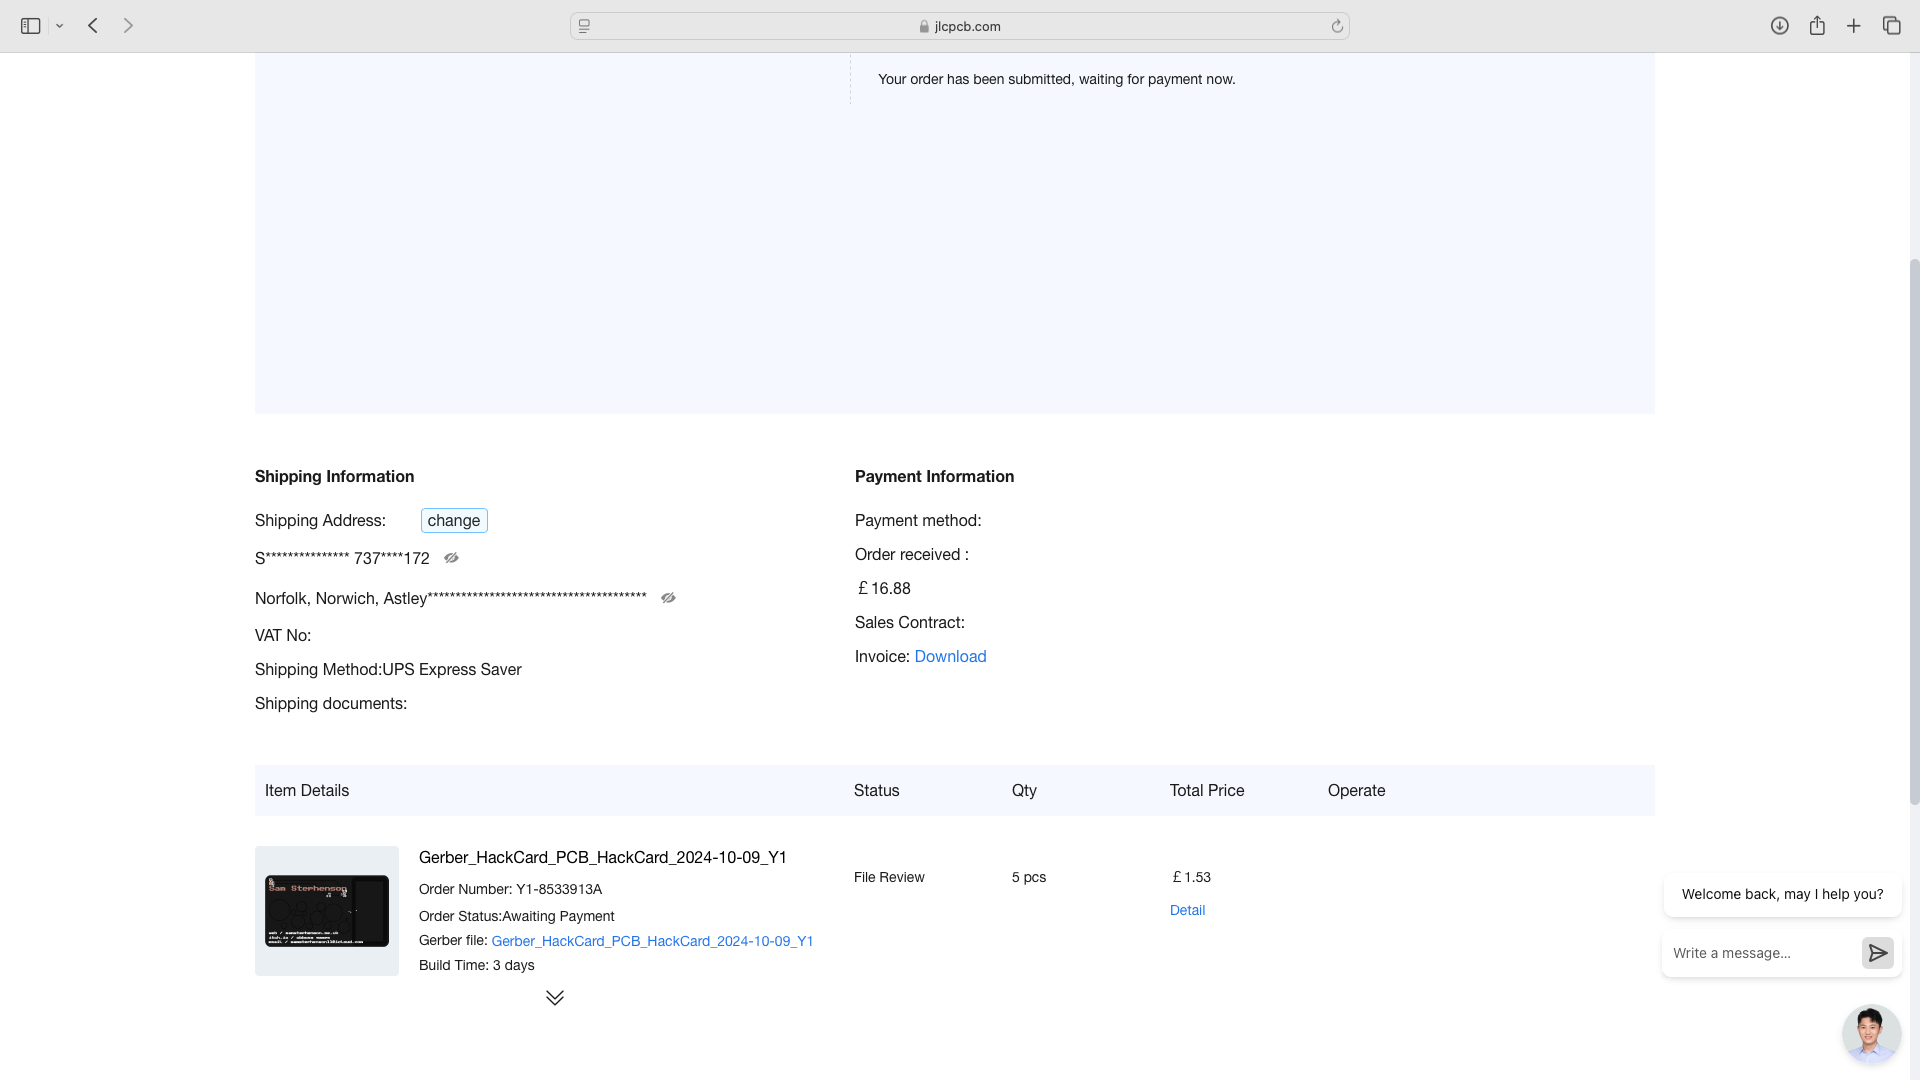 jlcpcb.com
Your order has been submitted, waiting for payment now.
Shipping Information
Shipping Address: change
S*************** 737****172
Norfolk, Norwich, Astley***************************************
VAT No:
Shipping Method:UPS Express Saver
Shipping documents:
Payment Information
Payment method:
Order received :
£16.88
Sales Contract:
Invoice: Download
Item Details Status Qty Total Price Operate
Gerber_HackCard_PCB_HackCard_2024-10-09_Y1
Order Number: Y1-8533913A
Order Status:Awaiting Payment
Gerber file: Gerber_HackCard_PCB_HackCard_2024-10-09_Y1
Build Time: 3 days
File Review
5 pcs
£1.53
Detail
Sam Stephenson
Welcome back, may I help you?
Write a message...